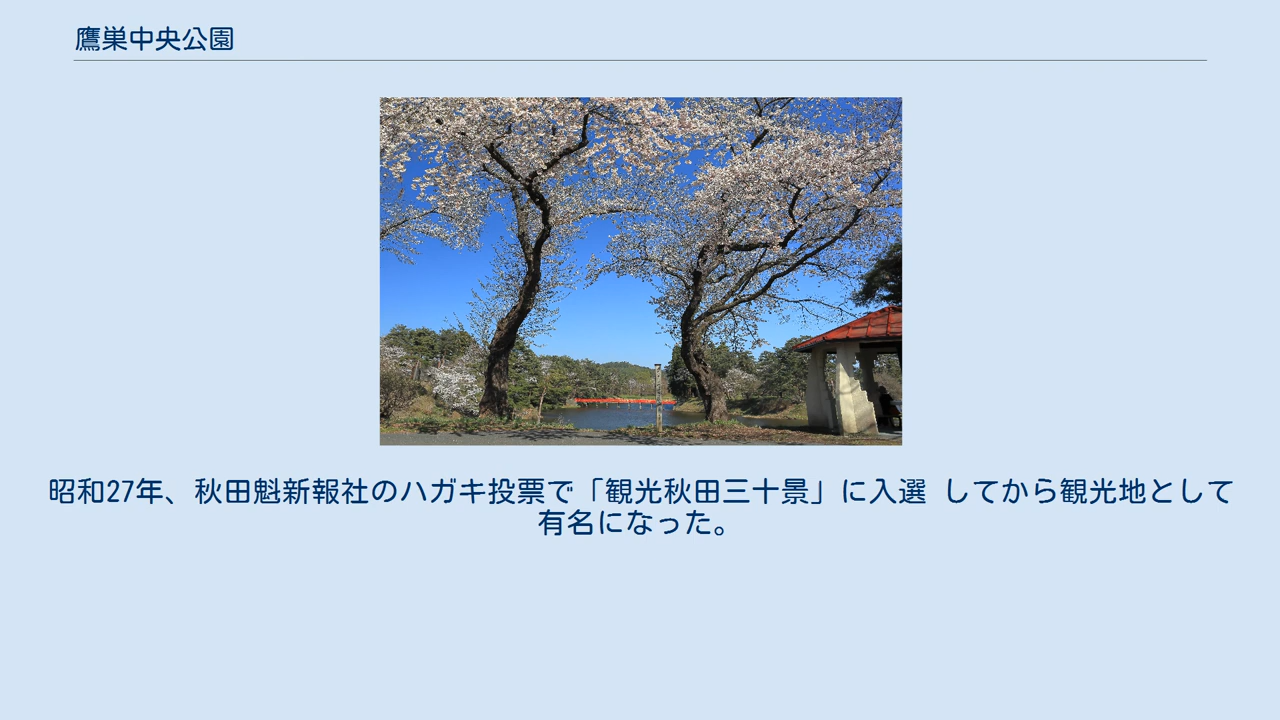 鷹巣中央公園
昭和27年、秋田魁新報社のハガキ投票で「観光秋田三十景」に入選 してから観光地として
有名になった。